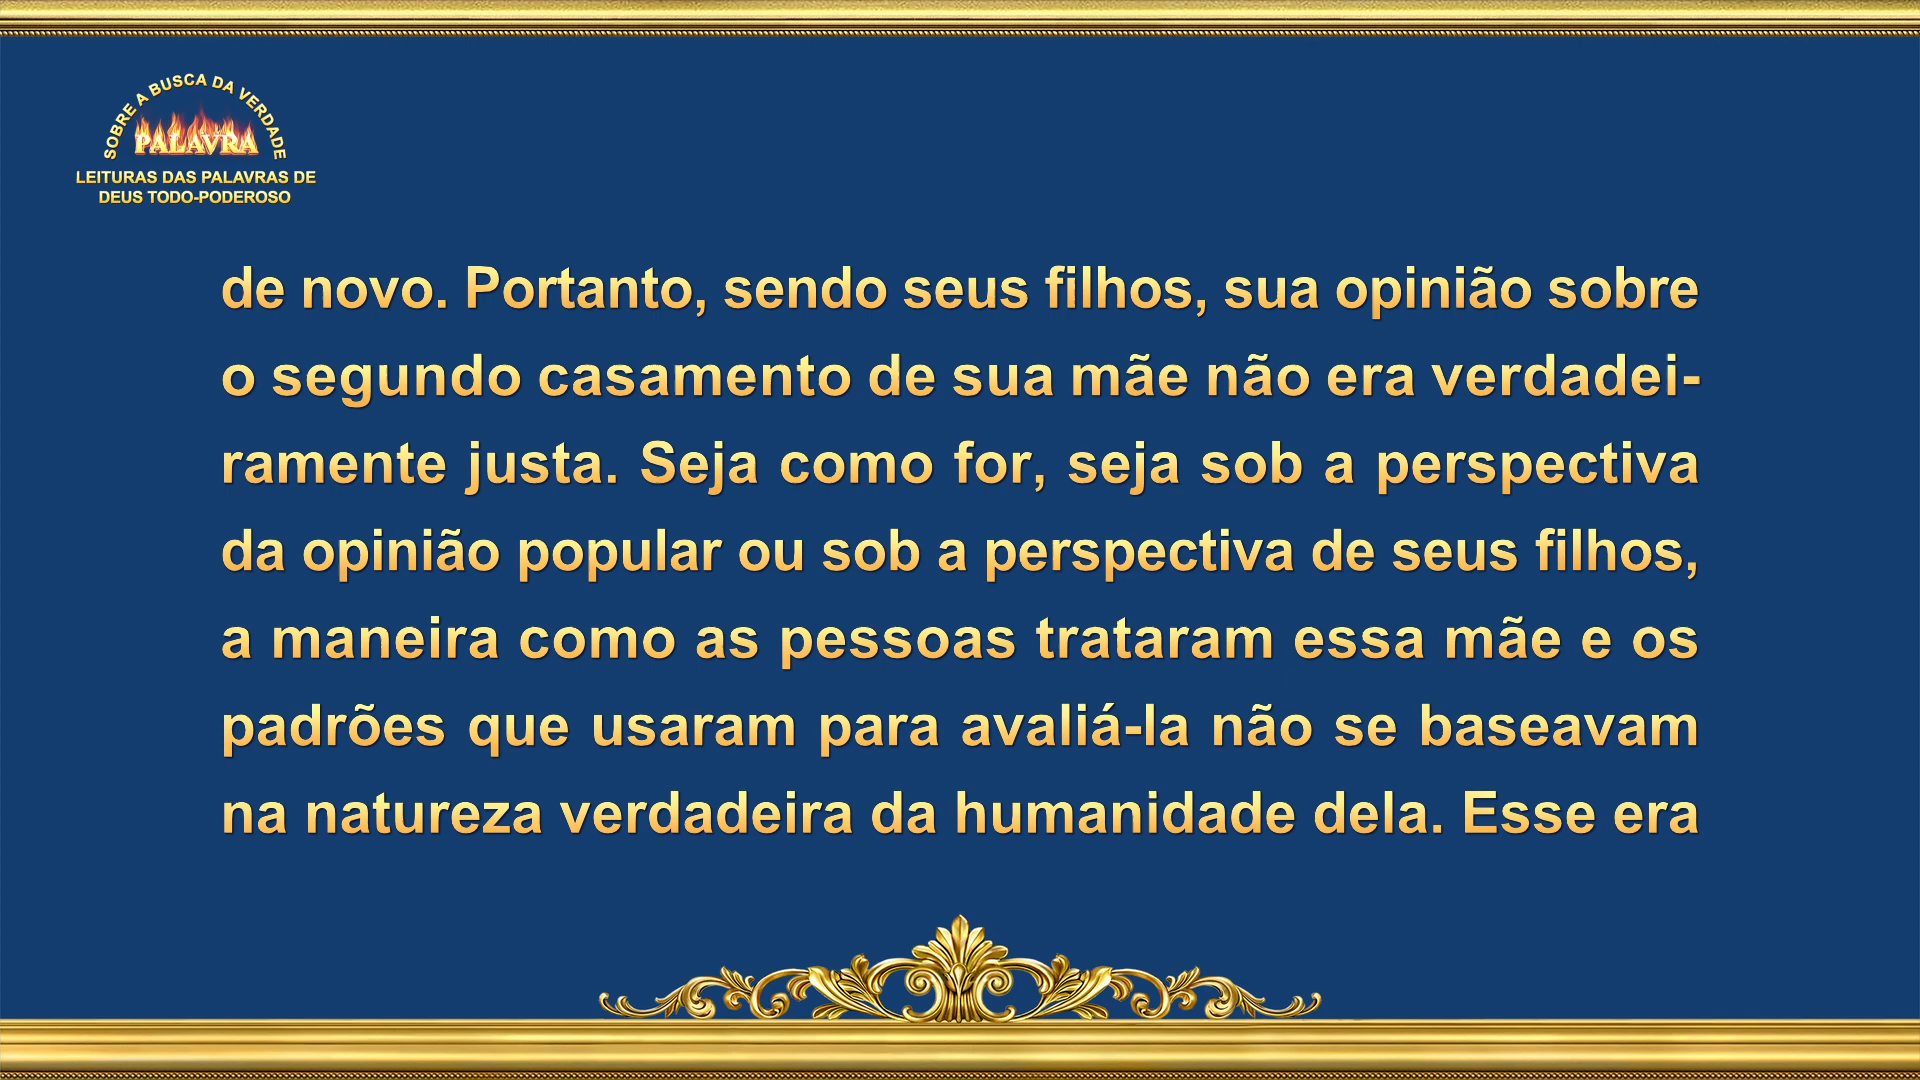 SOBRE A BUSCA DA VERDADE
PALAVRA
LEITURAS DAS PALAVRAS DE
DEUS TODO-PODEROSO
de novo. Portanto, sendo seus filhos, sua opinião sobre
o segundo casamento de sua mãe não era verdadei-
ramente justa. Seja como for, seja sob a perspectiva
da opinião popular ou sob a perspectiva de seus filhos,
a maneira como as pessoas trataram essa mãe e os
padrões que usaram para avaliá-la não se baseavam
na natureza verdadeira da humanidade dela. Esse era